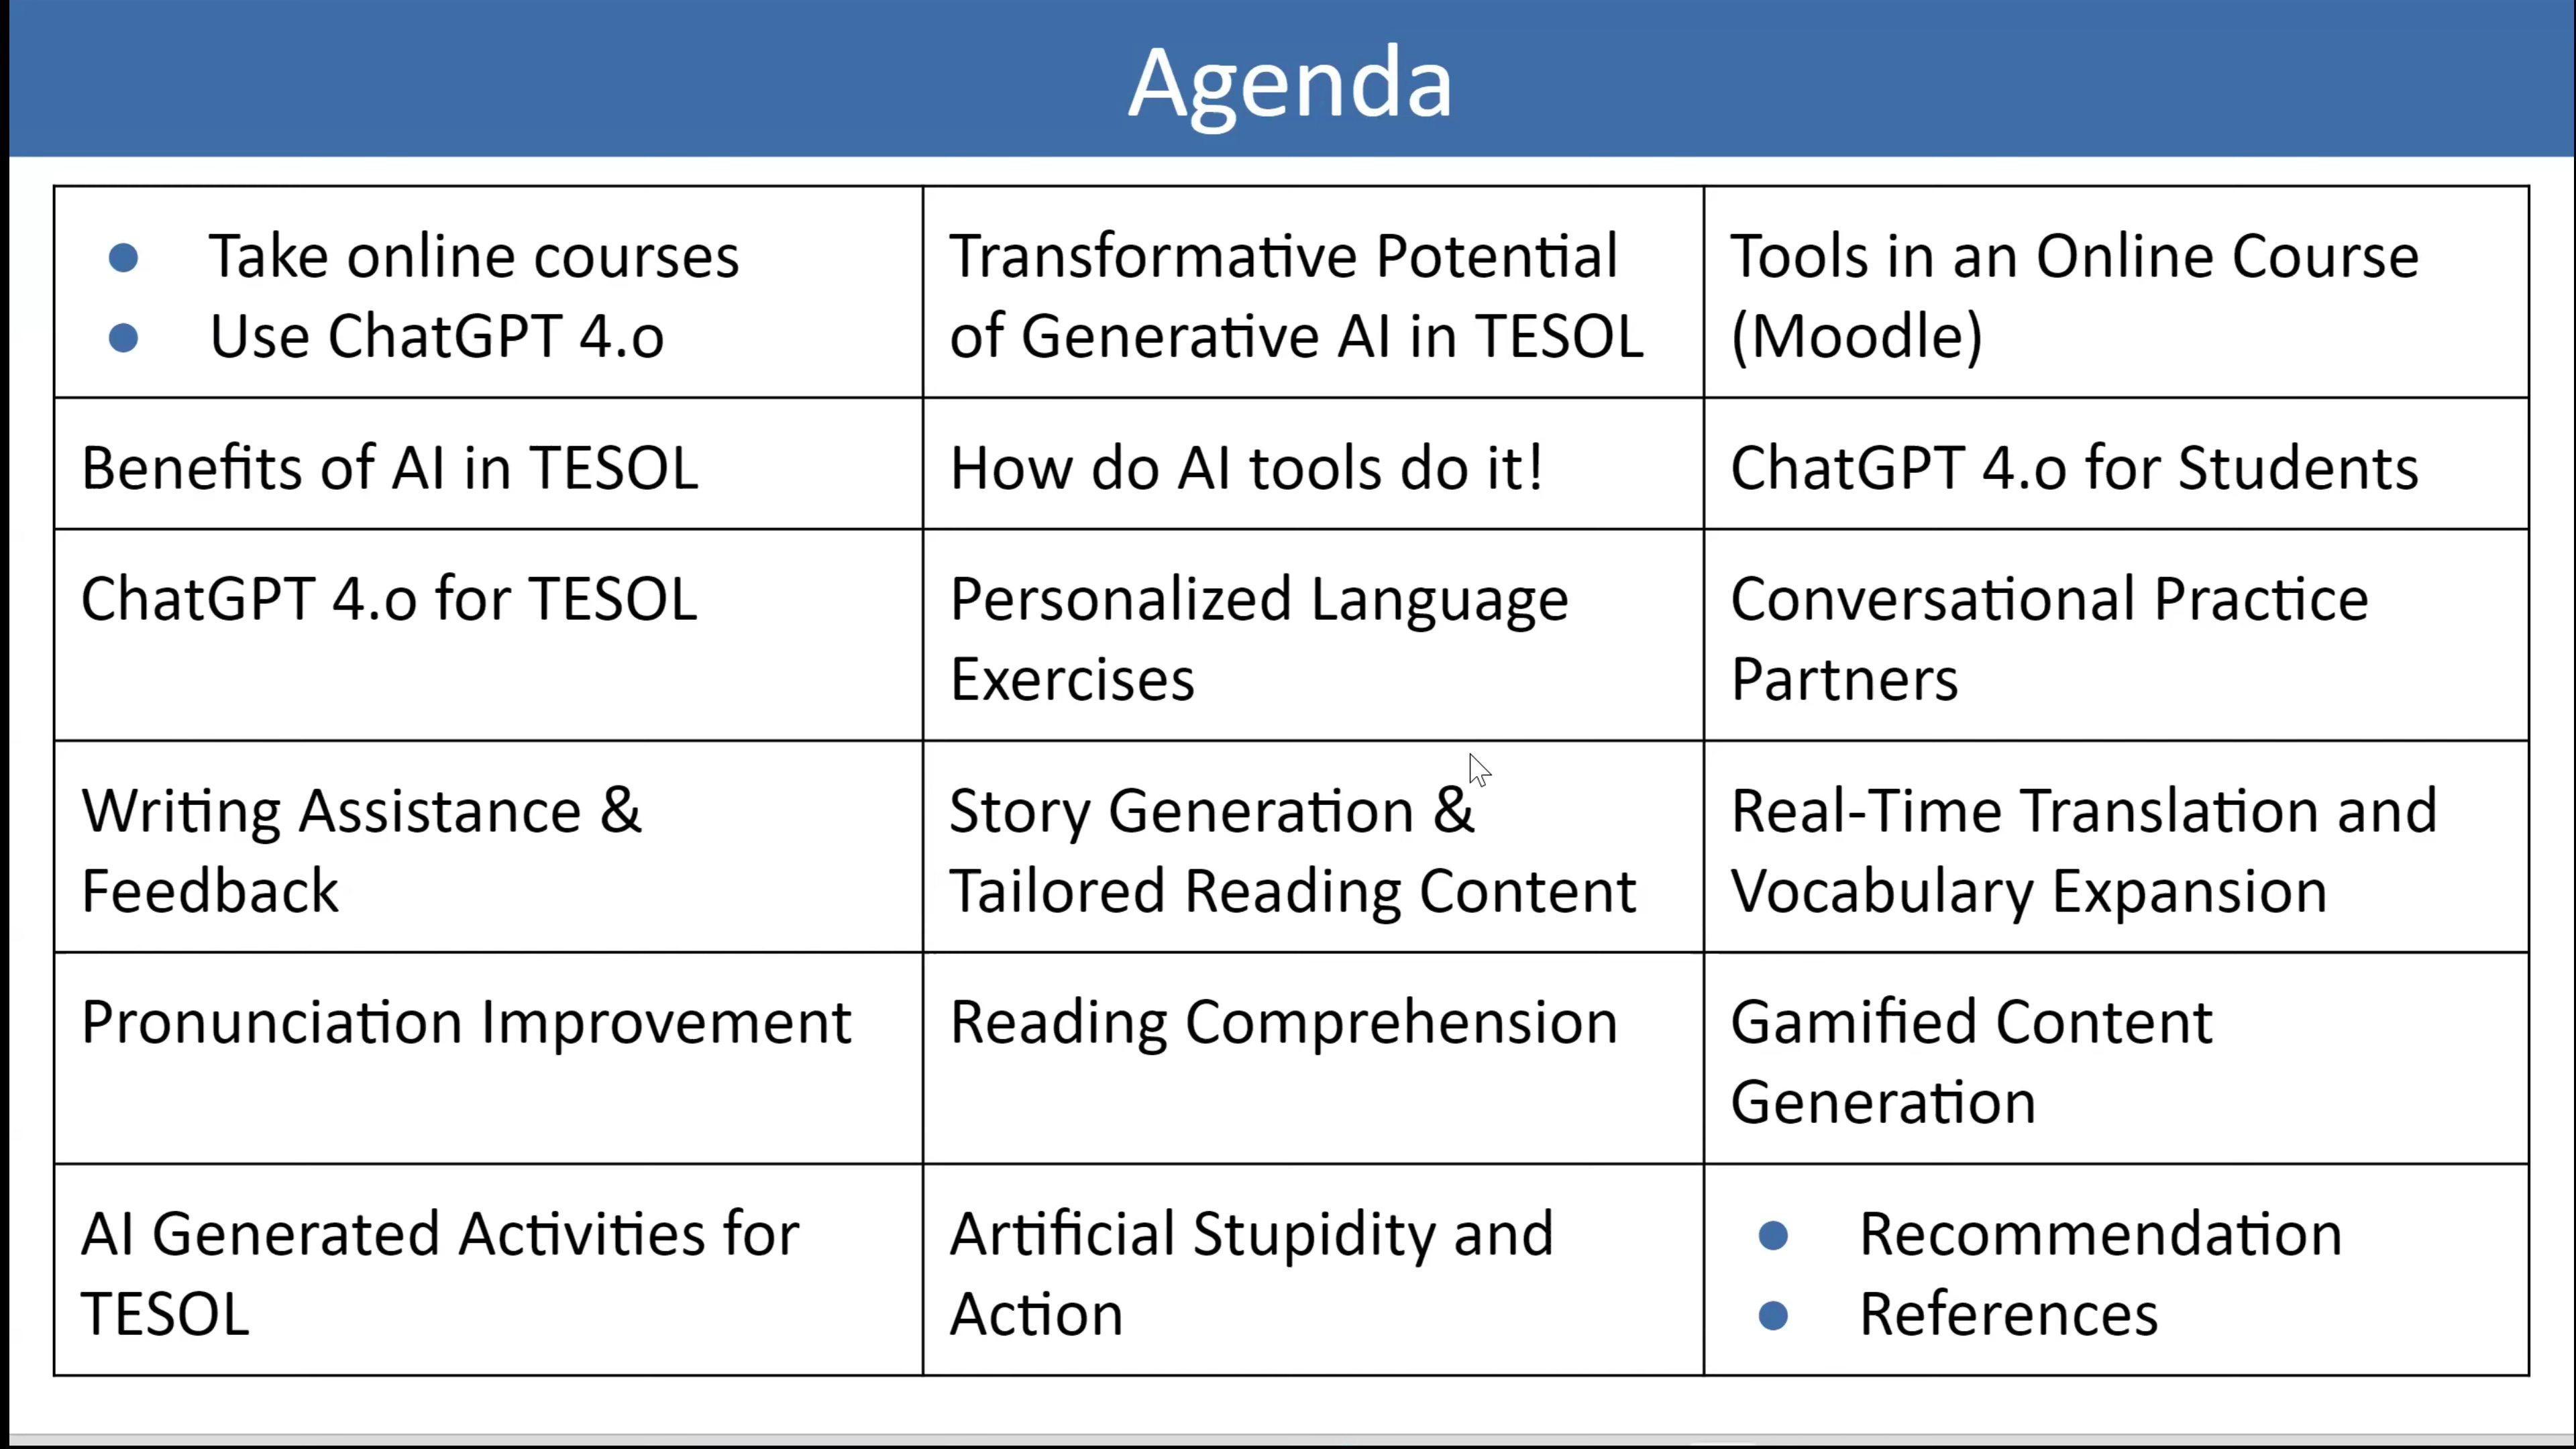 Agenda
Take online courses
Use ChatGPT 4.o
Transformative Potential
of Generative AI in TESOL
Tools in an Online Course
(Moodle)
Benefits of AI in TESOL
How do AI tools do it!
ChatGPT 4.o for Students
ChatGPT 4.o for TESOL
Personalized Language
Exercises
Conversational Practice
Partners
Writing Assistance &
Feedback
Story Generation &
Tailored Reading Content
Real-Time Translation and
Vocabulary Expansion
Pronunciation Improvement
Reading Comprehension
Gamified Content
Generation
AI Generated Activities for
TESOL
Artificial Stupidity and
Action
Recommendation
References